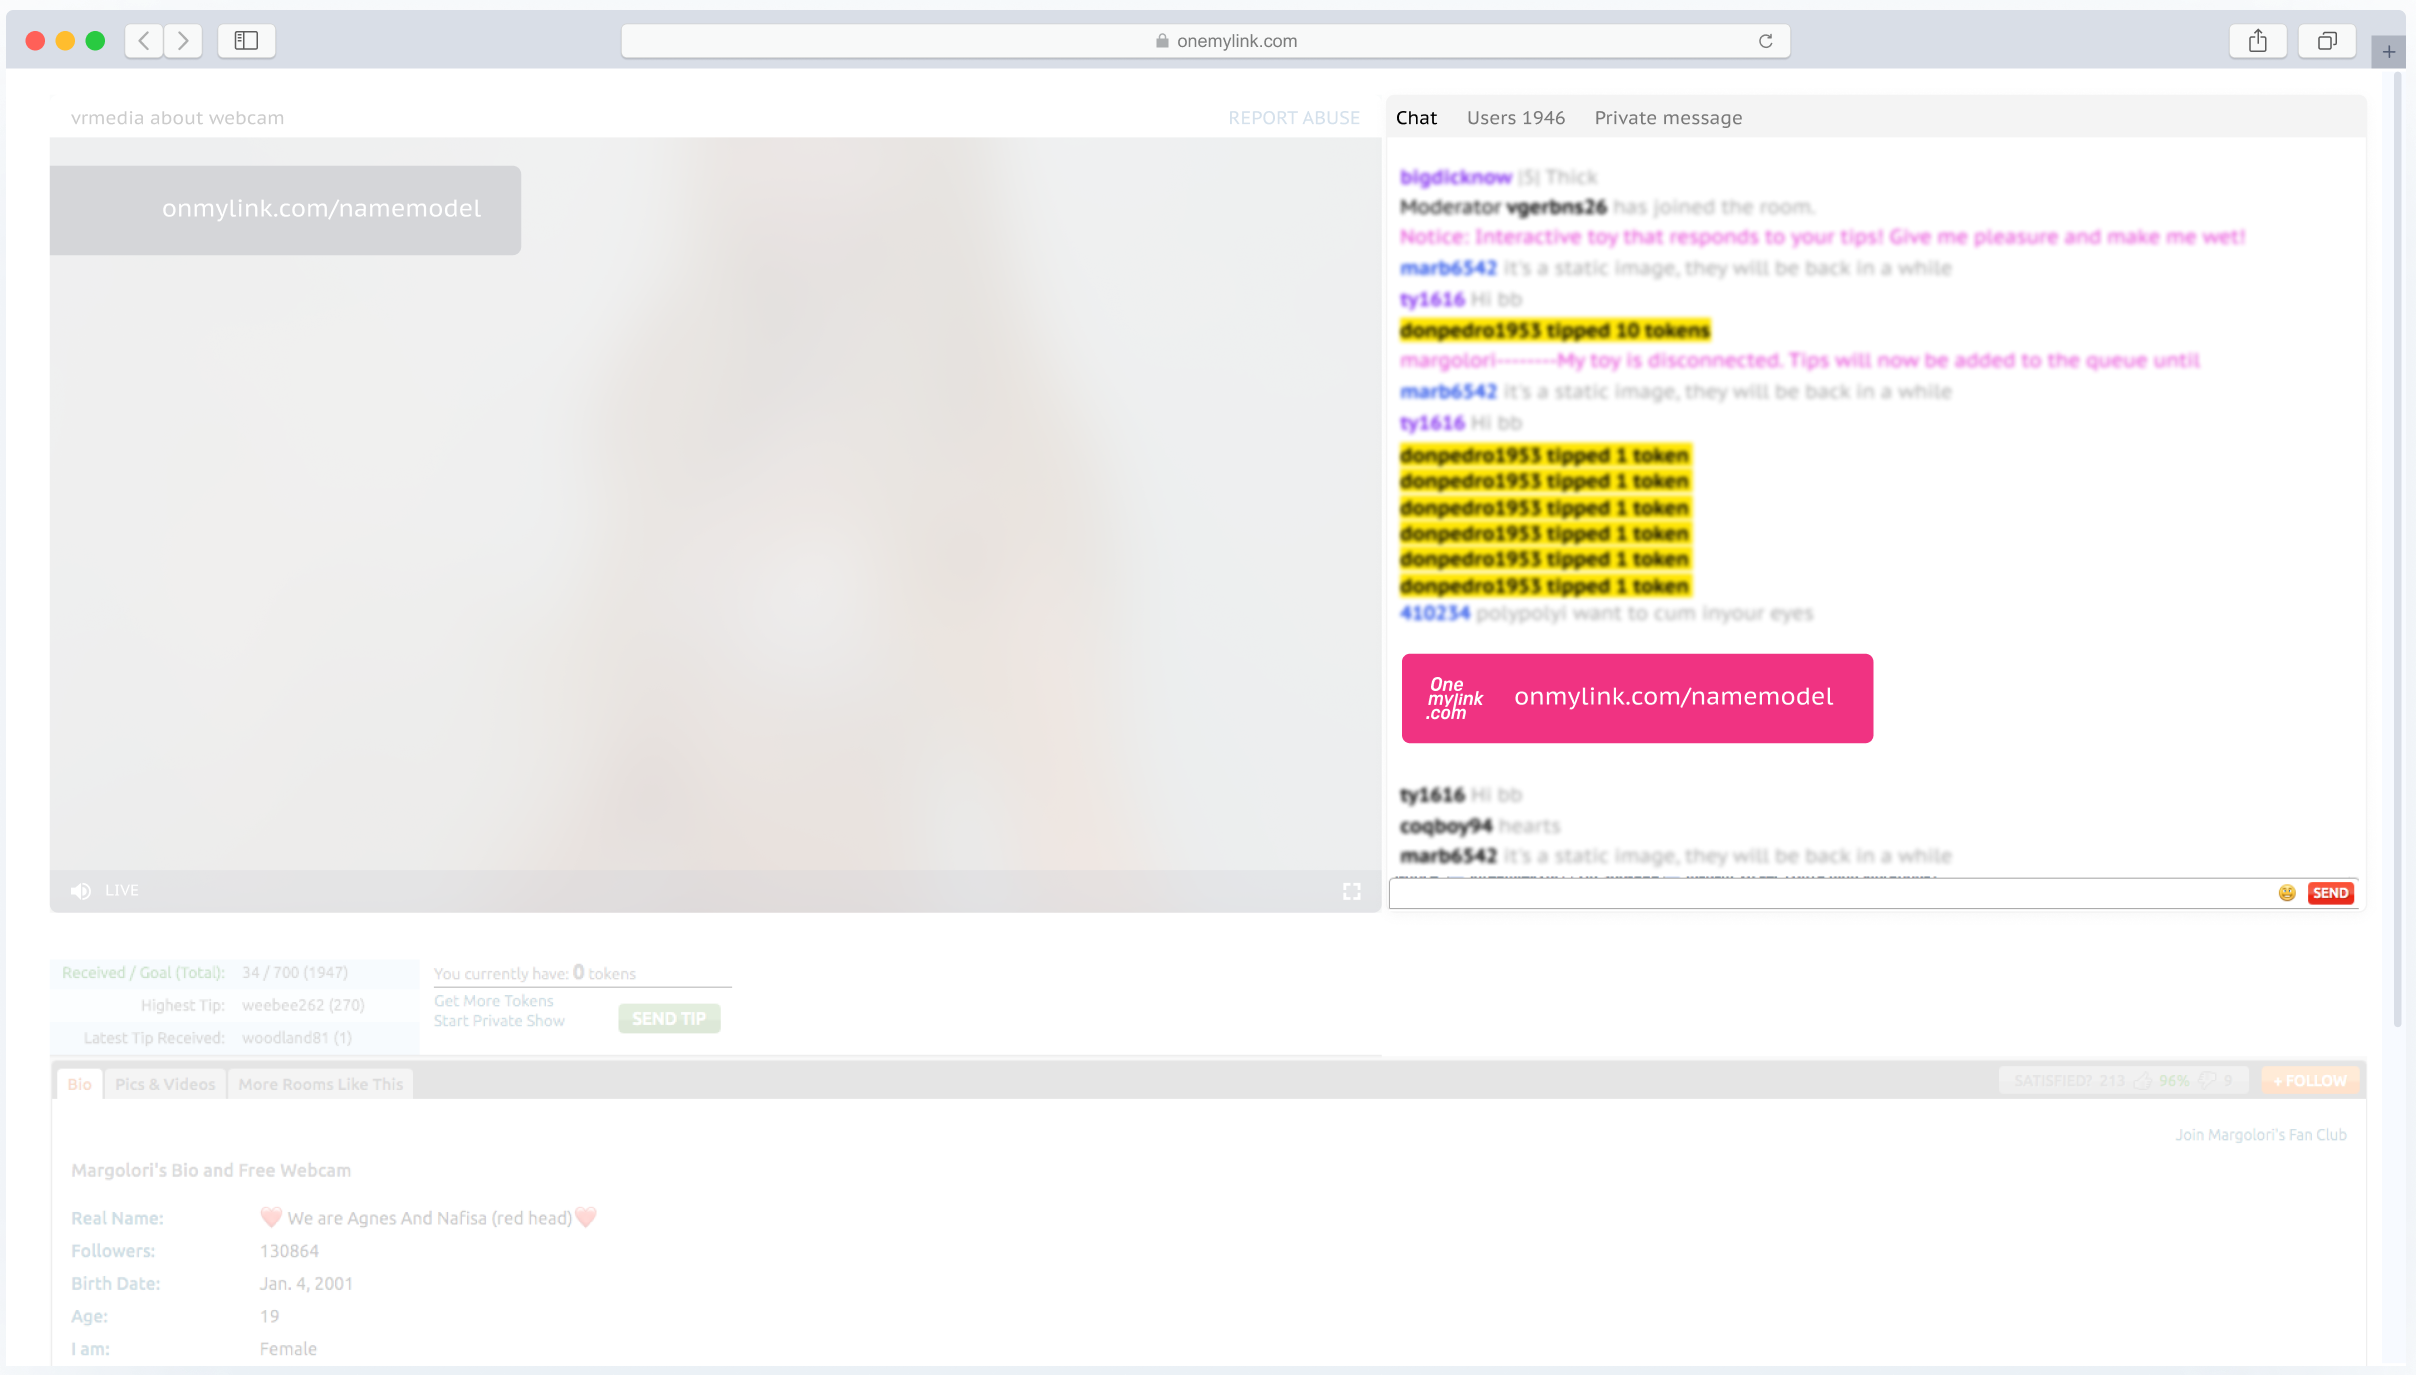 onemylink.com
vrmedia about webcam
REPORT ABUSE
onmylink.com/namemodel
LIVE
Chat Users 1946 Private message
bigdicknow |5| Thick
Moderator vgerbns26 has joined the room.
Notice: Interactive toy that responds to your tips! Give me pleasure and make me wet!
marb6542 it's a static image, they will be back in a while
ty1616 Hi bb
donpedro1953 tipped 10 tokens
margolori--------My toy is disconnected. Tips will now be added to the queue until
marb6542 it's a static image, they will be back in a while
ty1616 Hi bb
donpedro1953 tipped 1 token
donpedro1953 tipped 1 token
donpedro1953 tipped 1 token
donpedro1953 tipped 1 token
donpedro1953 tipped 1 token
donpedro1953 tipped 1 token
410234 polypolyi want to cum inyour eyes
One
mylink
.com
onmylink.com/namemodel
ty1616 Hi bb
coqboy94 hearts
marb6542 it's a static image, they will be back in a while
SEND
Received / Goal (Total): 34 / 700 (1947)
Highest Tip: weebee262 (270)
Latest Tip Received: woodland81 (1)
You currently have: 0 tokens
Get More Tokens
Start Private Show
SEND TIP
Bio Pics & Videos More Rooms Like This
SATISFIED? 213 96% 9
+ FOLLOW
Join Margolori's Fan Club
Margolori's Bio and Free Webcam
Real Name: ❤️ We are Agnes And Nafisa (red head)❤️
Followers: 130864
Birth Date: Jan. 4, 2001
Age: 19
I am: Female